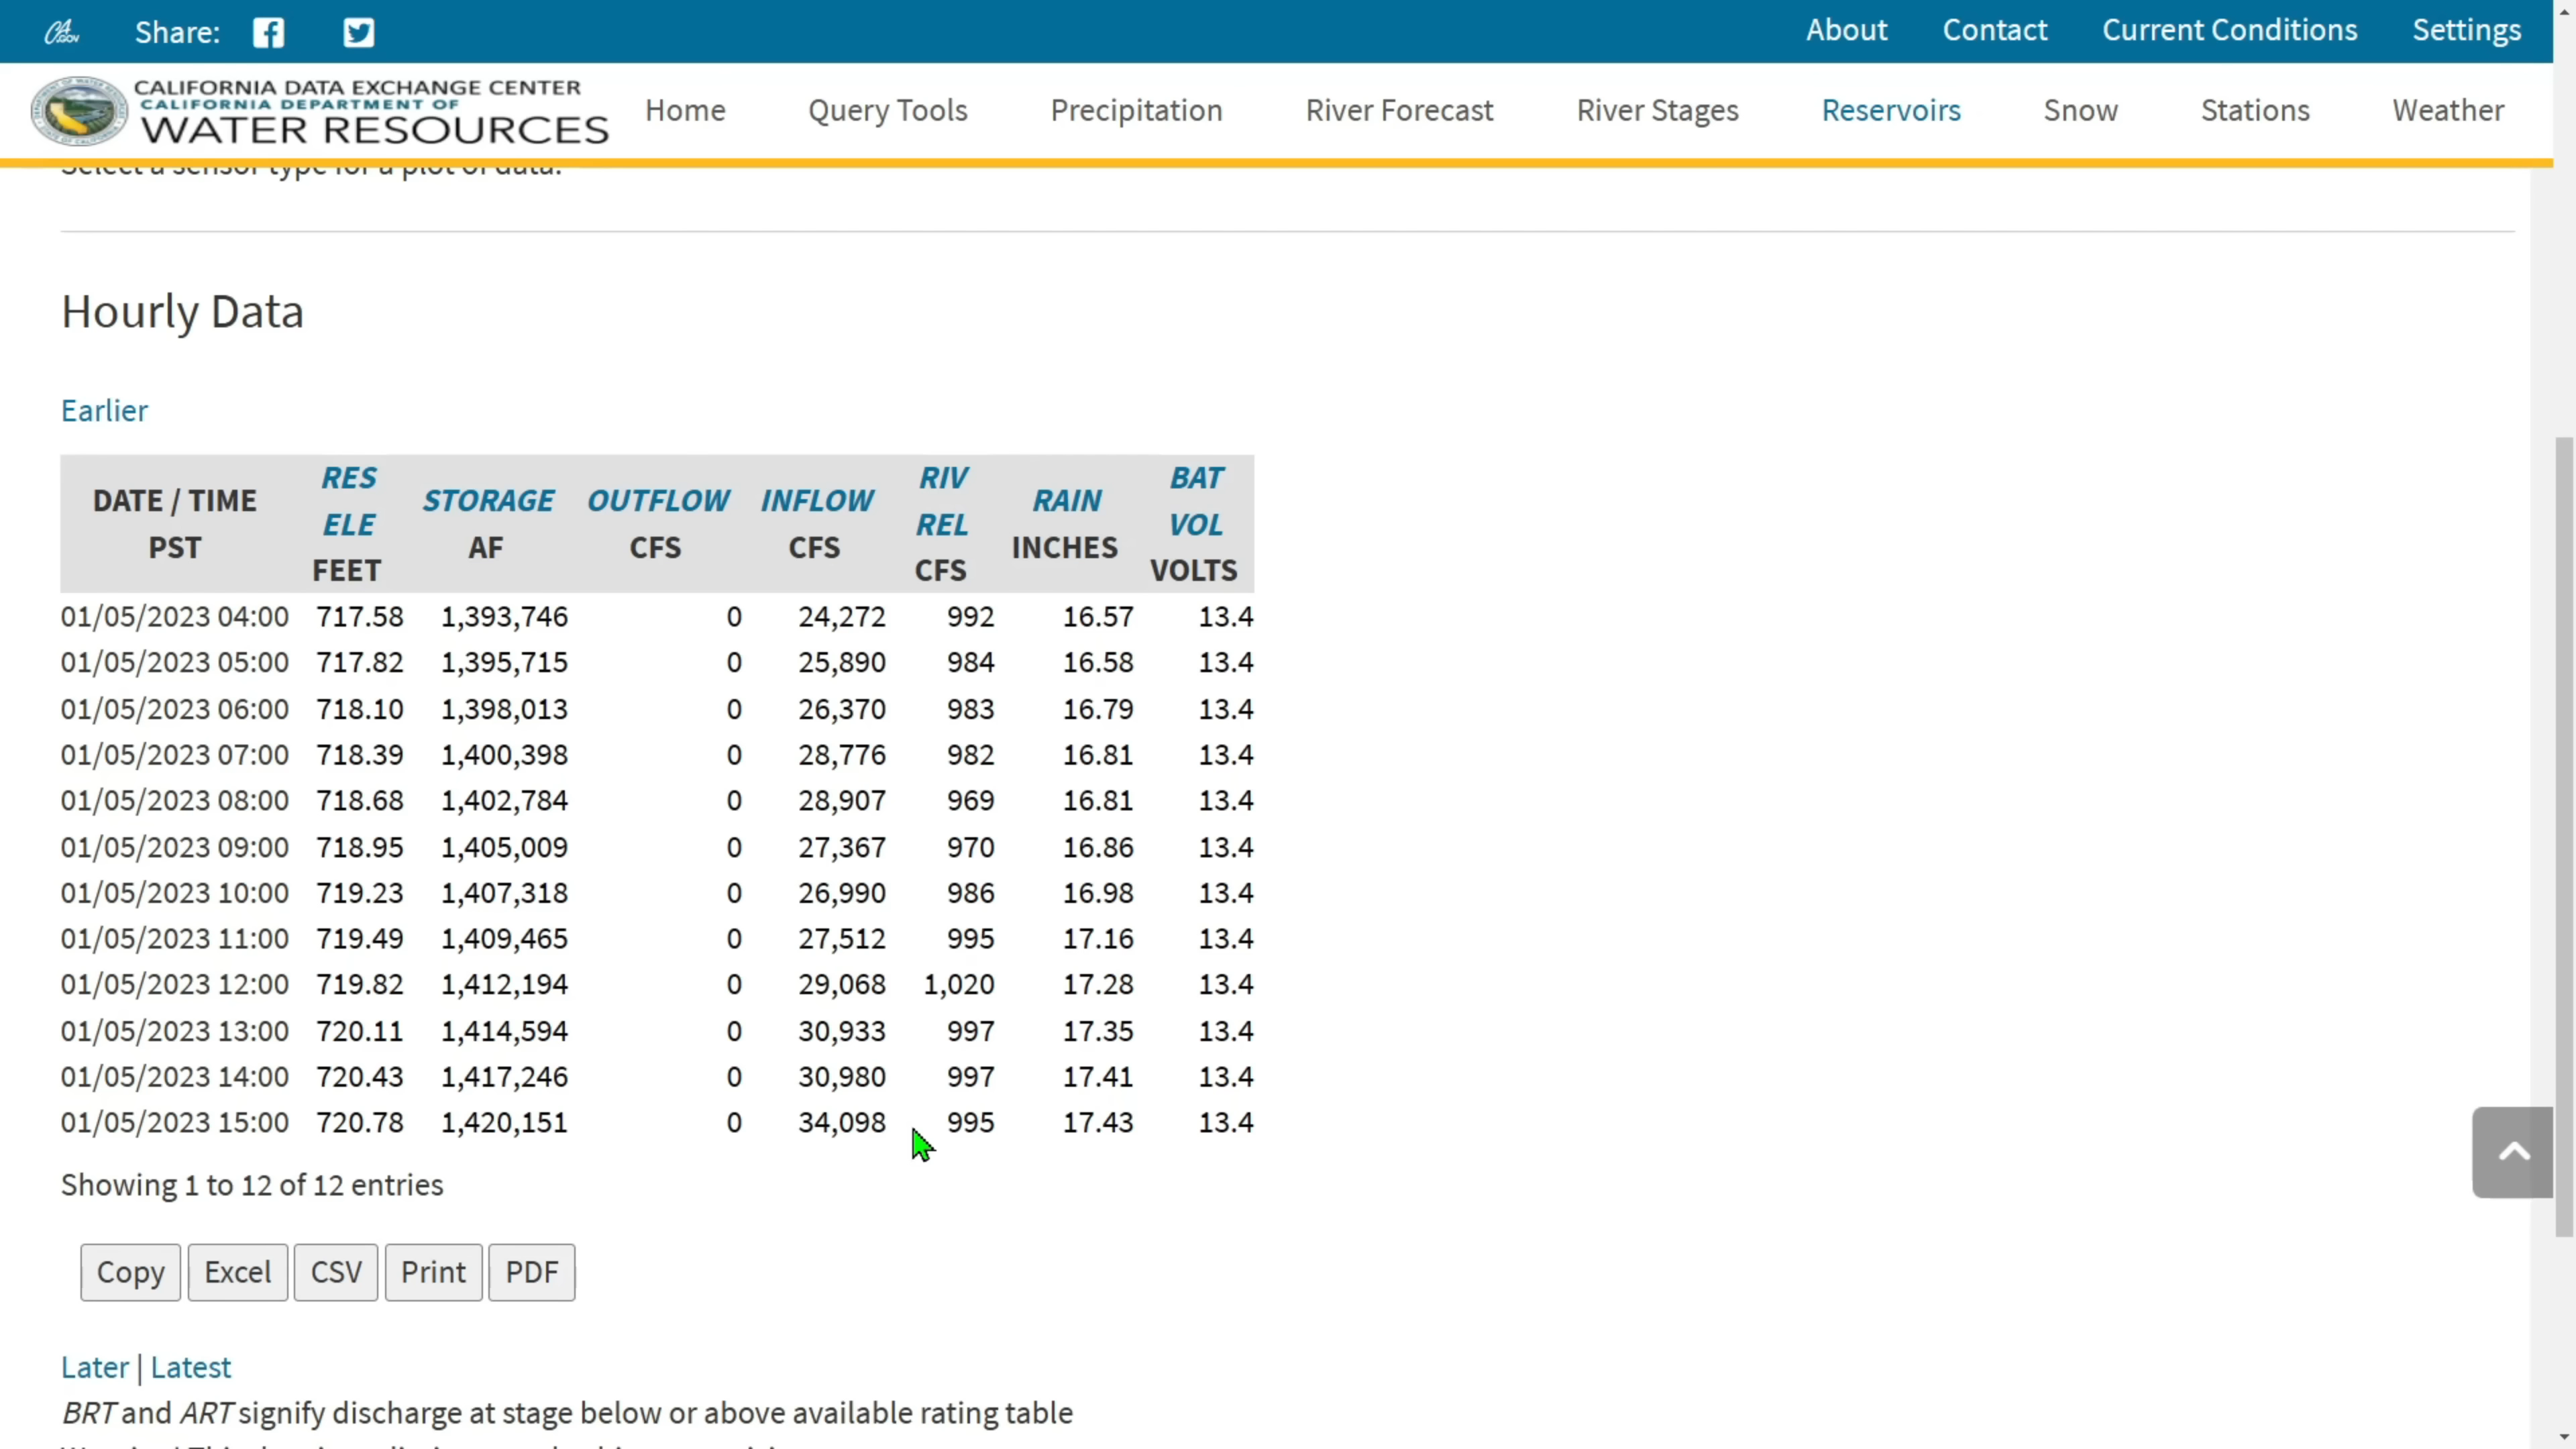 CA.GOV Share: About Contact Current Conditions Settings
CALIFORNIA DATA EXCHANGE CENTER
CALIFORNIA DEPARTMENT OF
WATER RESOURCES
Home Query Tools Precipitation River Forecast River Stages Reservoirs Snow Stations Weather
Select a sensor type for a plot of data.
Hourly Data
Earlier
DATE / TIME PST RES ELE FEET STORAGE AF OUTFLOW CFS INFLOW CFS RIV REL CFS RAIN INCHES BAT VOL VOLTS
01/05/2023 04:00 717.58 1,393,746 0 24,272 992 16.57 13.4
01/05/2023 05:00 717.82 1,395,715 0 25,890 984 16.58 13.4
01/05/2023 06:00 718.10 1,398,013 0 26,370 983 16.79 13.4
01/05/2023 07:00 718.39 1,400,398 0 28,776 982 16.81 13.4
01/05/2023 08:00 718.68 1,402,784 0 28,907 969 16.81 13.4
01/05/2023 09:00 718.95 1,405,009 0 27,367 970 16.86 13.4
01/05/2023 10:00 719.23 1,407,318 0 26,990 986 16.98 13.4
01/05/2023 11:00 719.49 1,409,465 0 27,512 995 17.16 13.4
01/05/2023 12:00 719.82 1,412,194 0 29,068 1,020 17.28 13.4
01/05/2023 13:00 720.11 1,414,594 0 30,933 997 17.35 13.4
01/05/2023 14:00 720.43 1,417,246 0 30,980 997 17.41 13.4
01/05/2023 15:00 720.78 1,420,151 0 34,098 995 17.43 13.4
Showing 1 to 12 of 12 entries
Copy Excel CSV Print PDF
Later | Latest
BRT and ART signify discharge at stage below or above available rating table